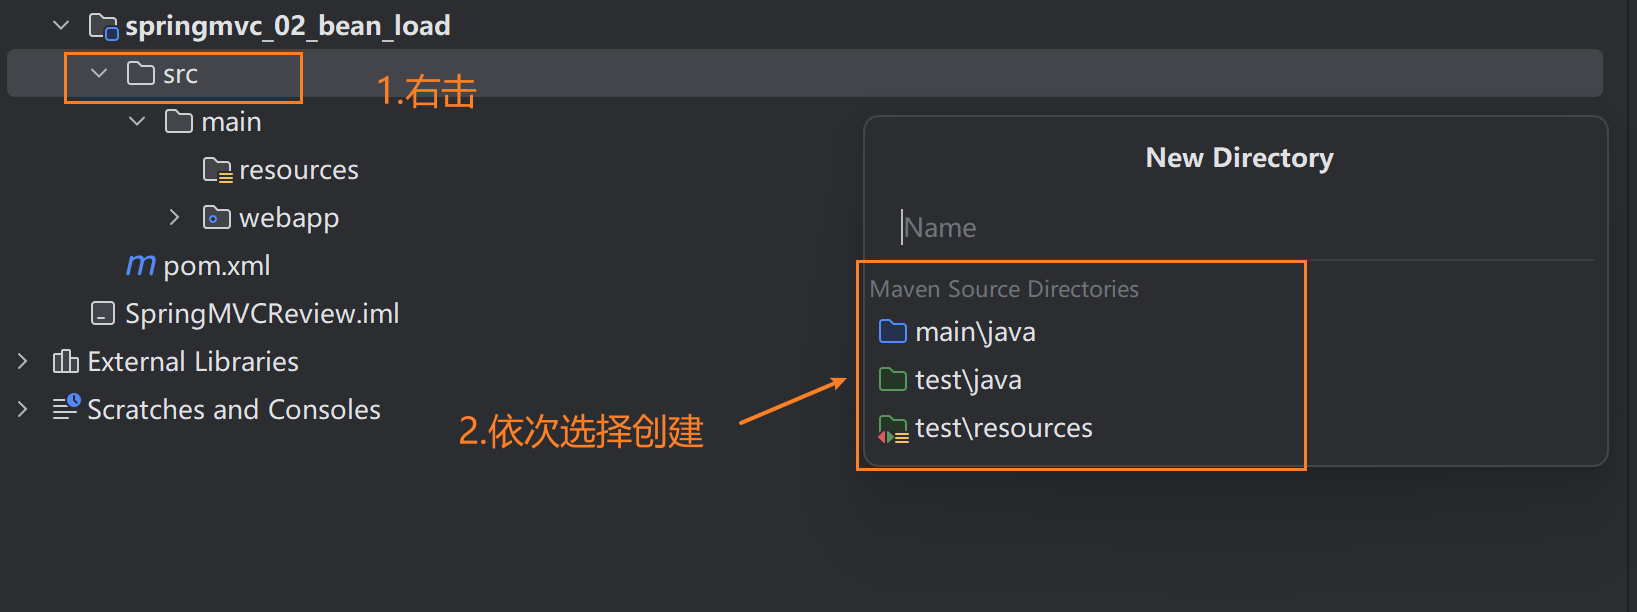 springmvc_02_bean_load
src
1.右击
main
resources
webapp
pom.xml
SpringMVCReview.iml
External Libraries
Scratches and Consoles
New Directory
Name
Maven Source Directories
main\java
test\java
test\resources
2.依次选择创建